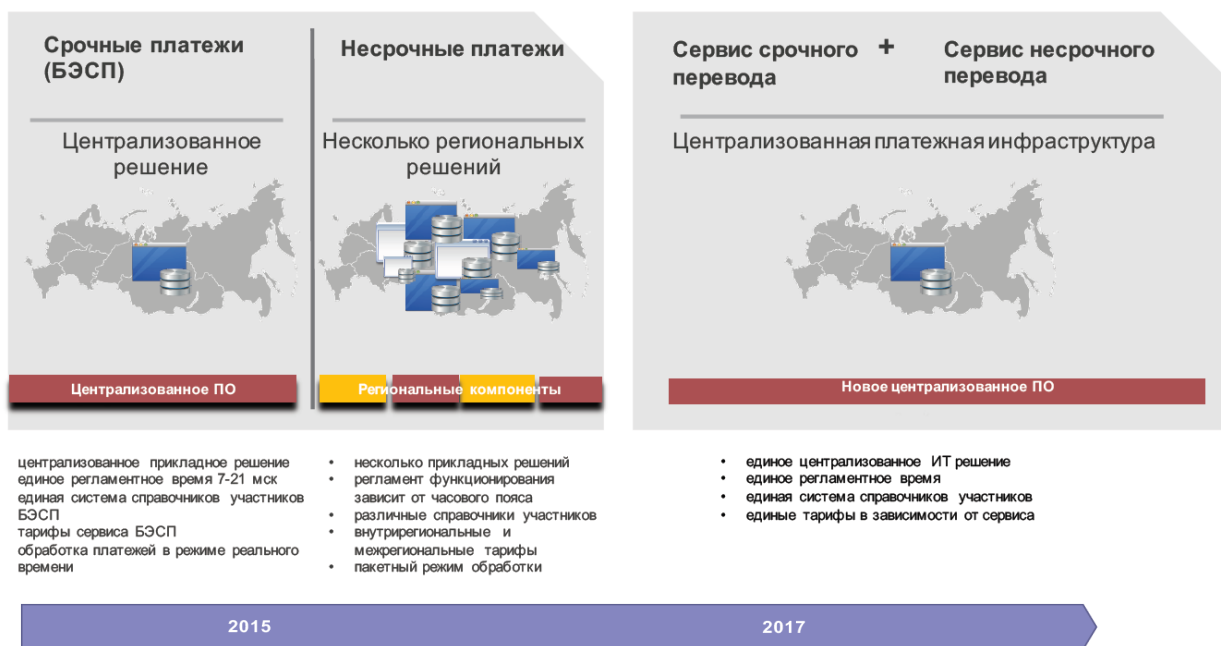 Срочные платежи
(БЭСП)
Централизованное
решение
Централизованное ПО
централизованное прикладное решение
единое регламентное время 7-21 мск
единая система справочников участников
БЭСП
тарифы сервиса БЭСП
обработка платежей в режиме реального
времени
Несрочные платежи
Несколько региональных
решений
Региональные компоненты
• несколько прикладных решений
• регламент функционирования
зависит от часового пояса
• различные справочники участников
• внутрирегиональные и
межрегиональные тарифы
• пакетный режим обработки
Сервис срочного
перевода
+
Сервис несрочного
перевода
Централизованная платежная инфраструктура
Новое централизованное ПО
• единое централизованное ИТ решение
• единое регламентное время
• единая система справочников участников
• единые тарифы в зависимости от сервиса
2015
2017